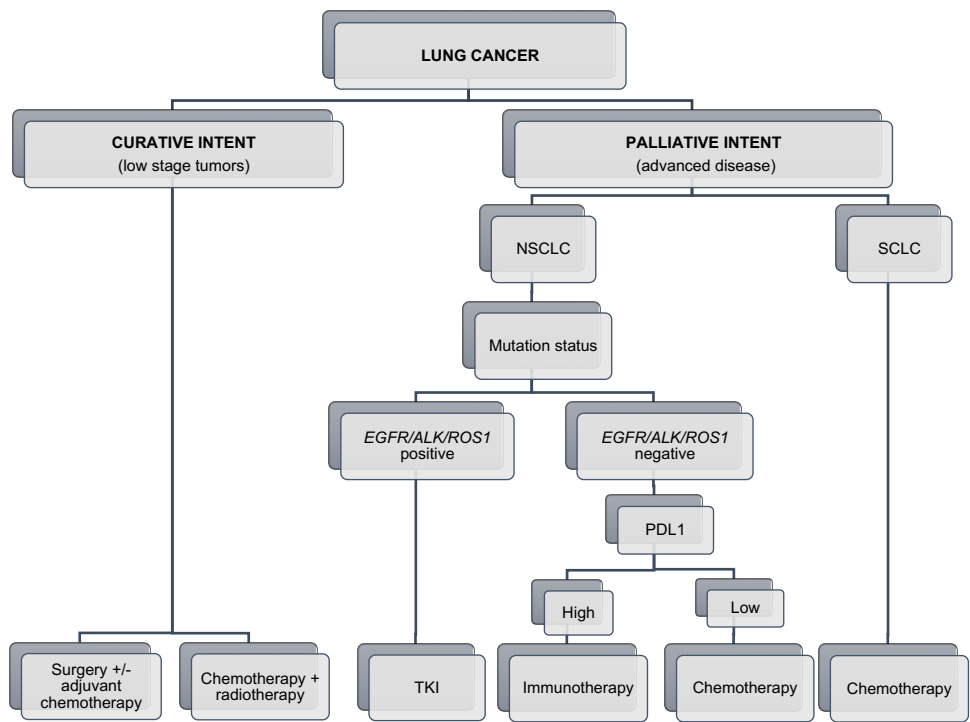 LUNG CANCER
CURATIVE INTENT
(low stage tumors)
PALLIATIVE INTENT
(advanced disease)
NSCLC
SCLC
Mutation status
EGFR/ALK/ROS1
positive
EGFR/ALK/ROS1
negative
PDL1
High
Low
Surgery +/-
adjuvant
chemotherapy
Chemotherapy +
radiotherapy
TKI
Immunotherapy
Chemotherapy
Chemotherapy